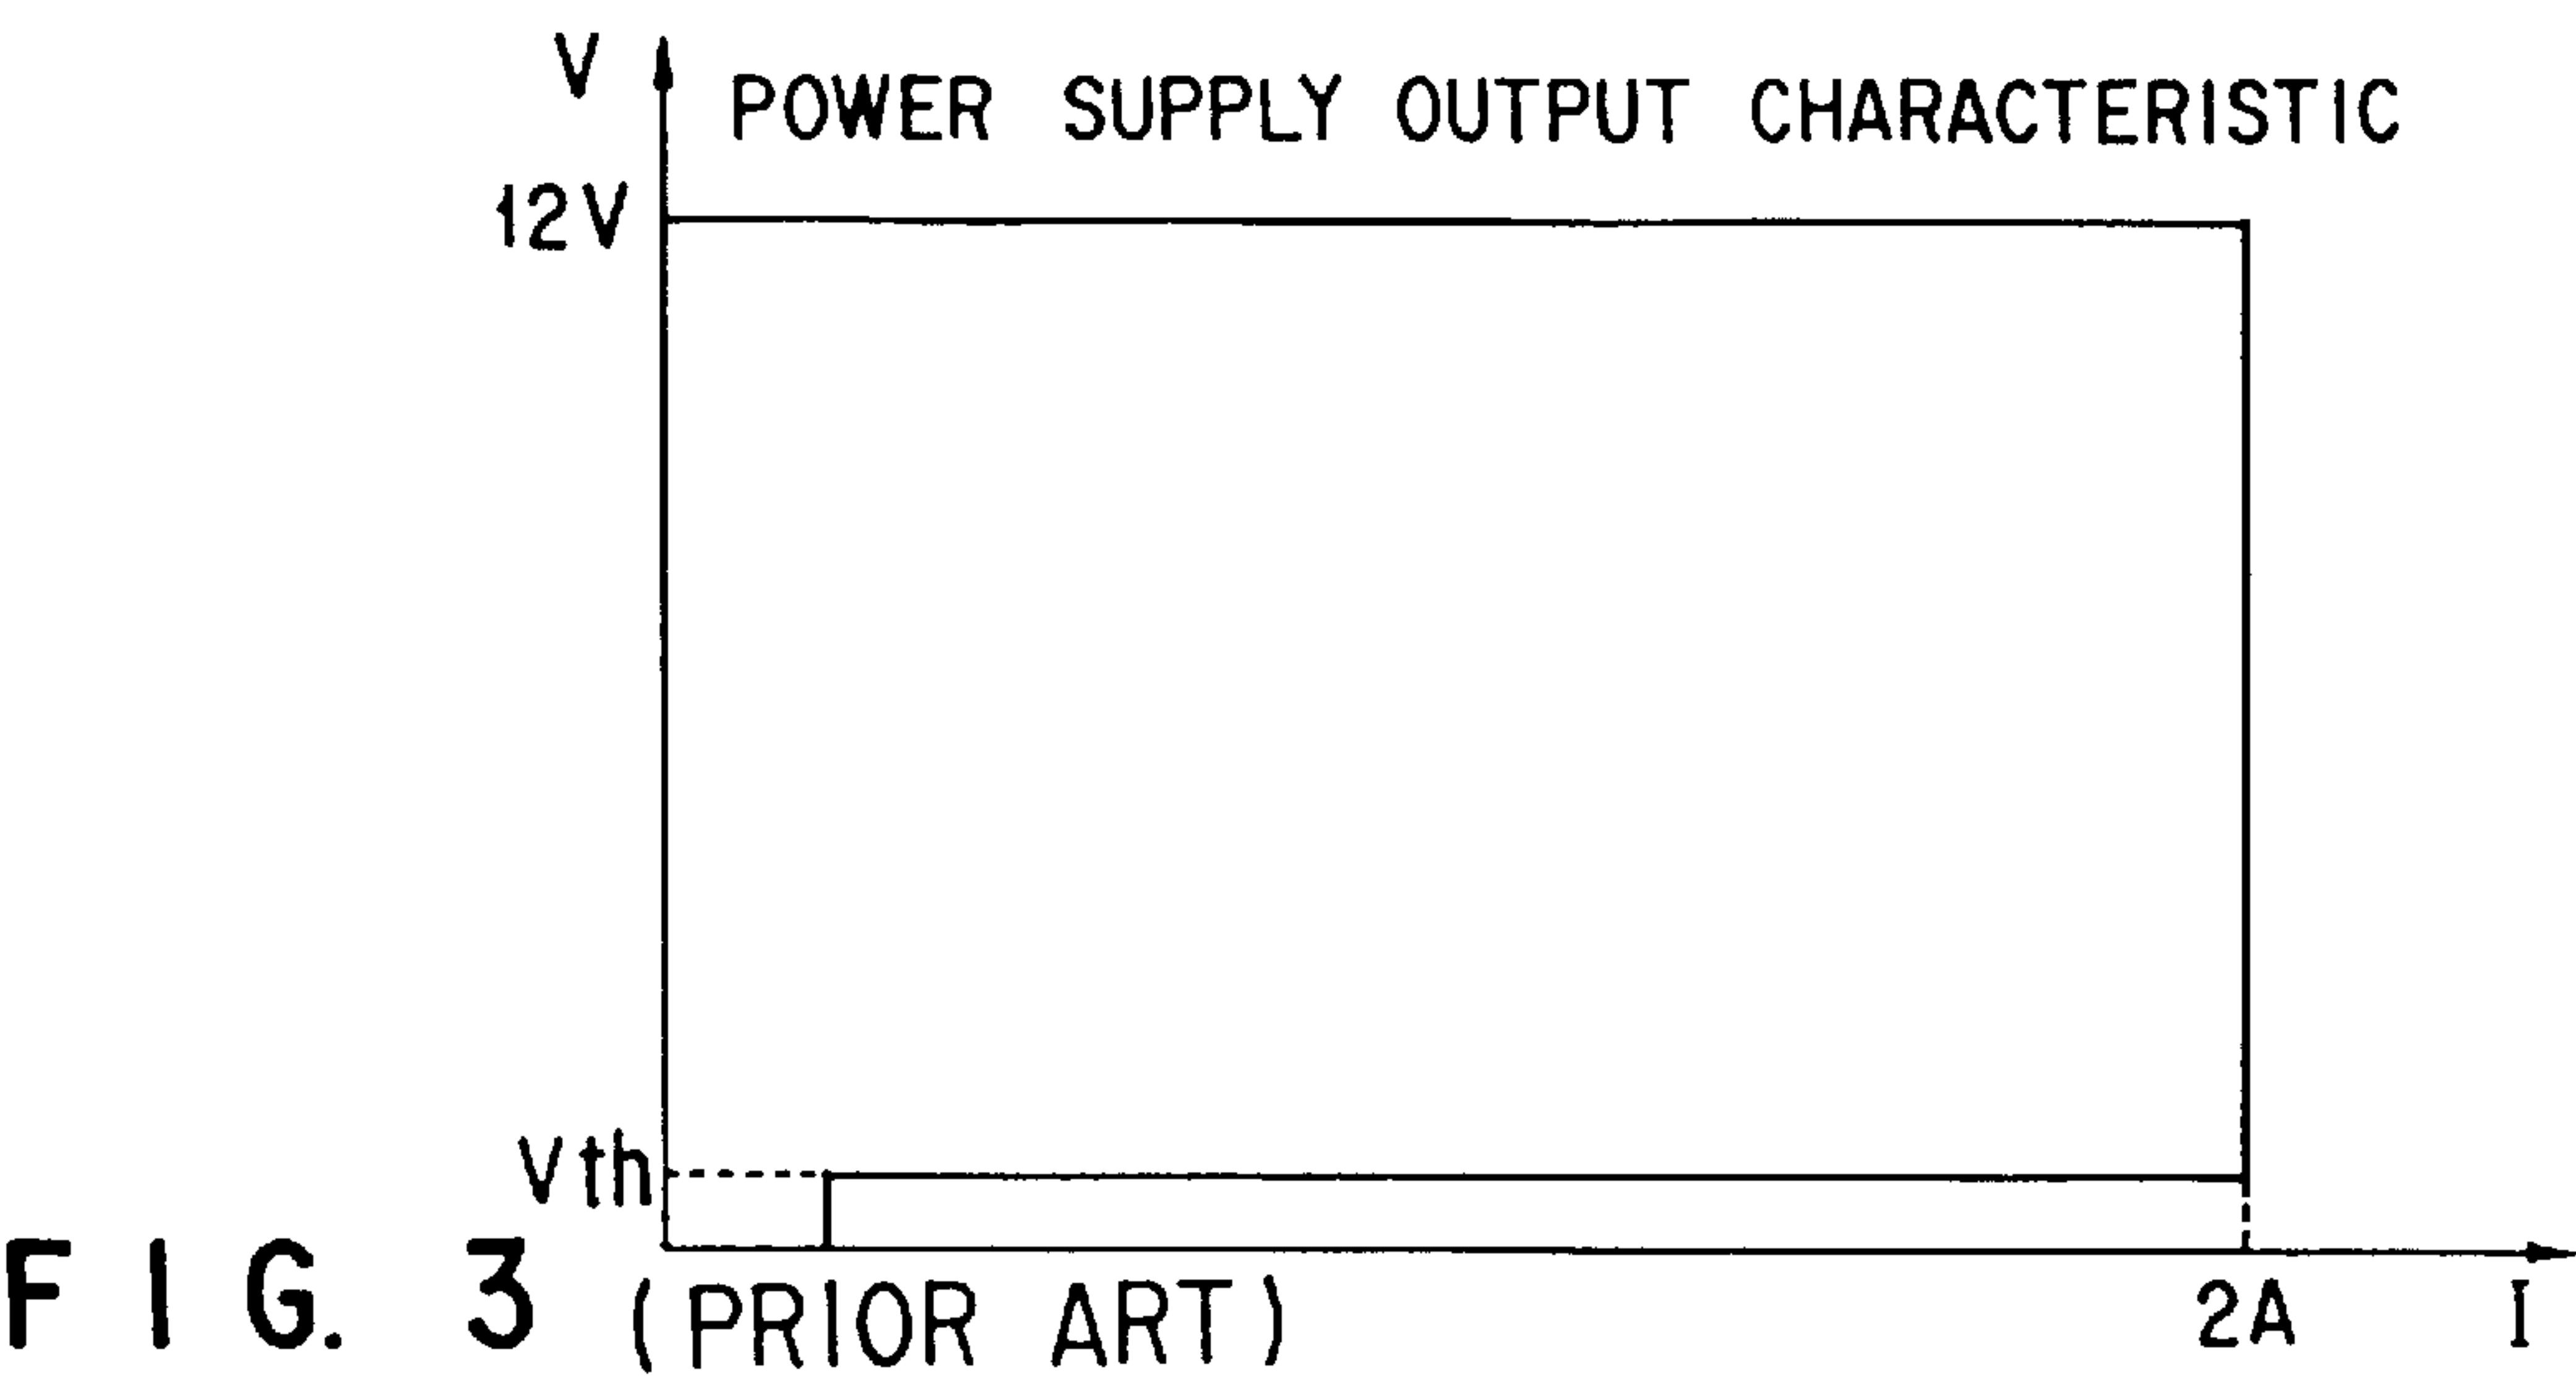 V
POWER SUPPLY OUTPUT CHARACTERISTIC
12V
Vth
FIG. 3 (PRIOR ART)
2A
I